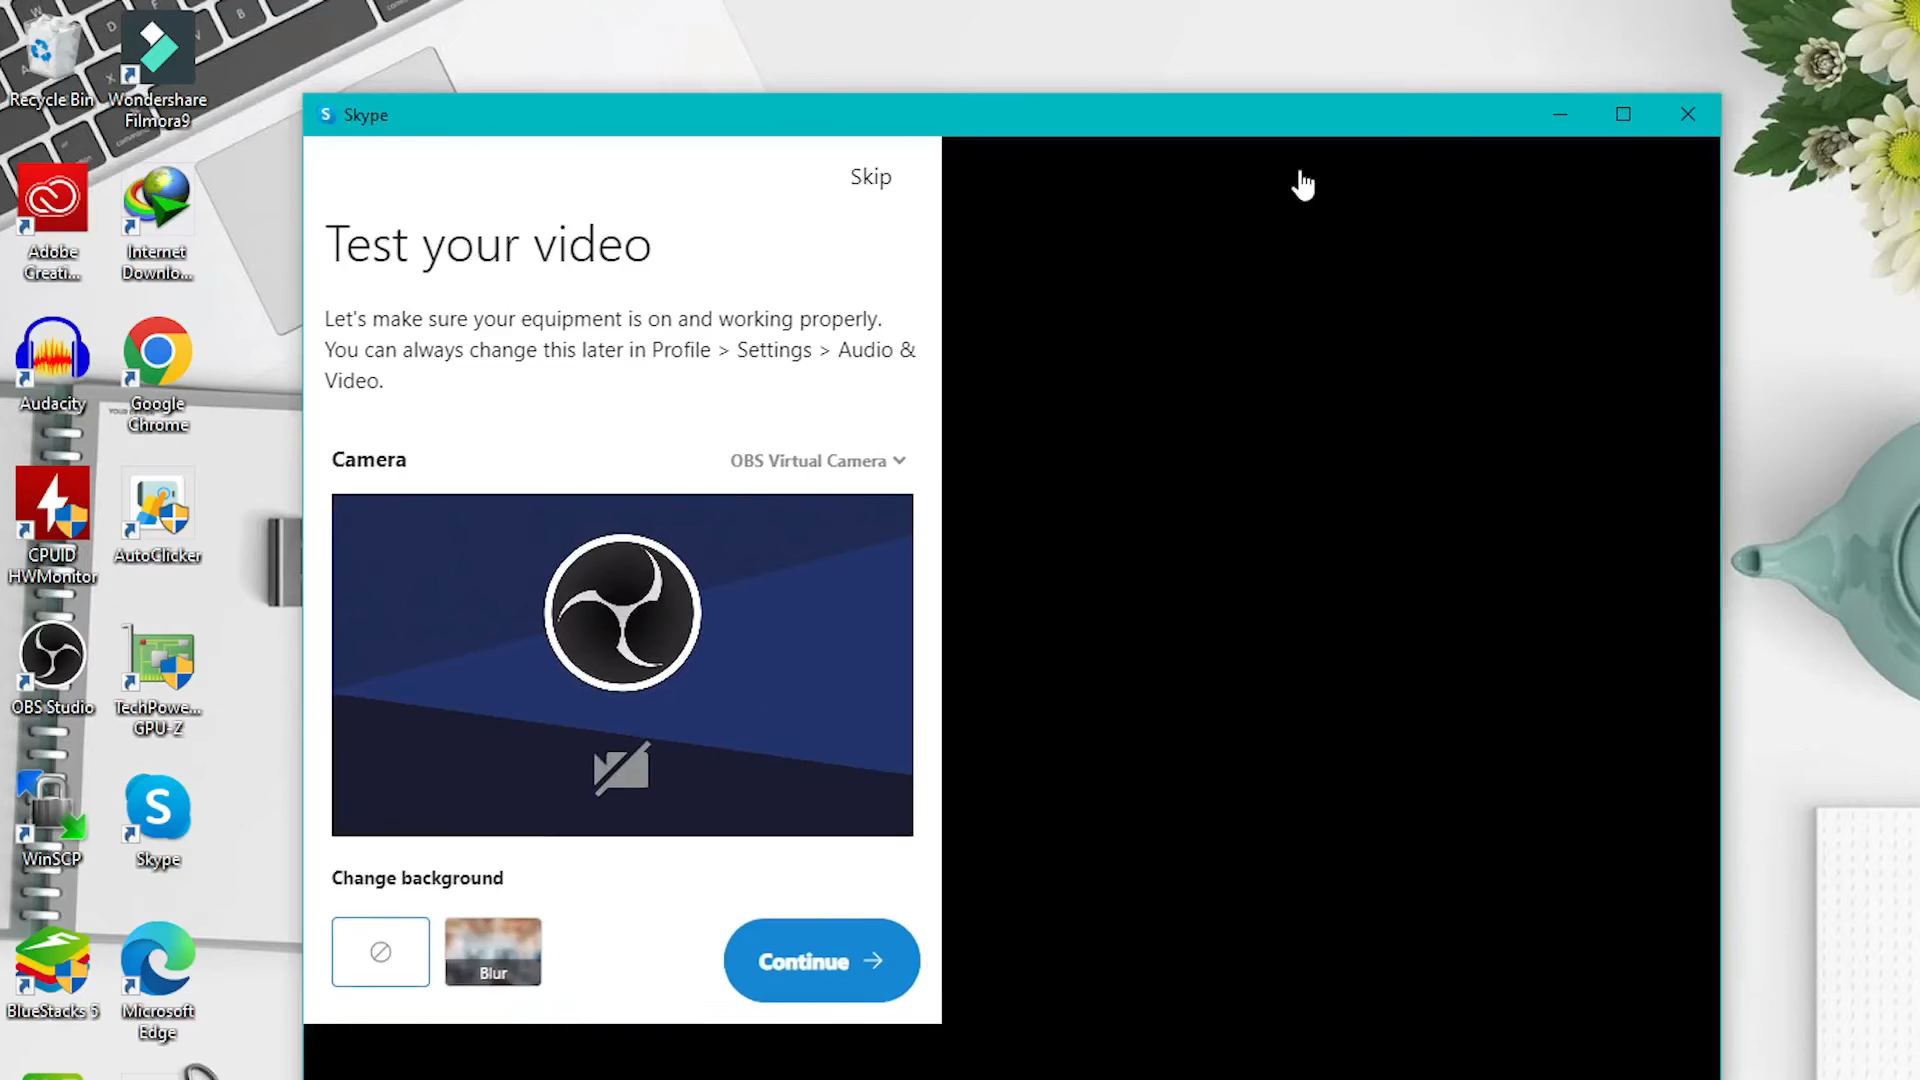 Recycle Bin
Wondershare
Filmora9
Adobe
Creati...
Internet
Downlo...
Audacity
Google
Chrome
CPUID
HWMonitor
AutoClicker
OBS Studio
TechPowe...
GPU-Z
WinSCP
Skype
BlueStacks 5
Microsoft
Edge
Skype
Skip
Test your video
Let's make sure your equipment is on and working properly.
You can always change this later in Profile > Settings > Audio &
Video.
Camera
OBS Virtual Camera
Change background
Blur
Continue